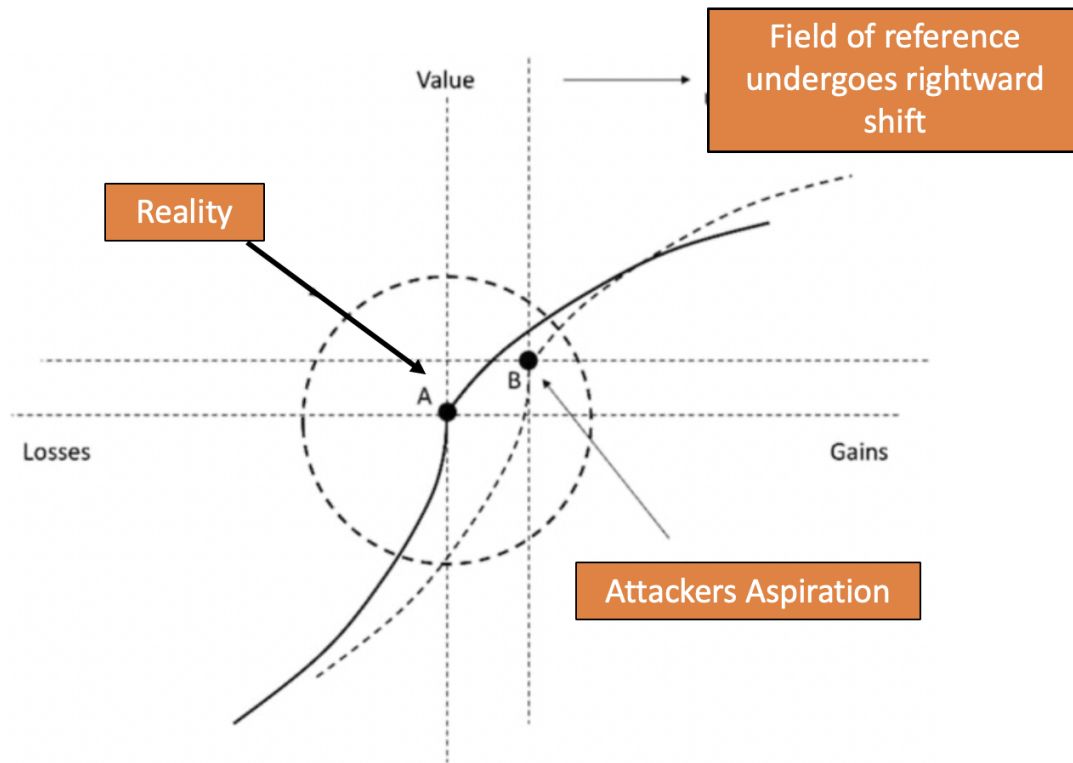 Field of reference
undergoes rightward
shift
Value
Reality
A
B
Losses
Gains
Attackers Aspiration